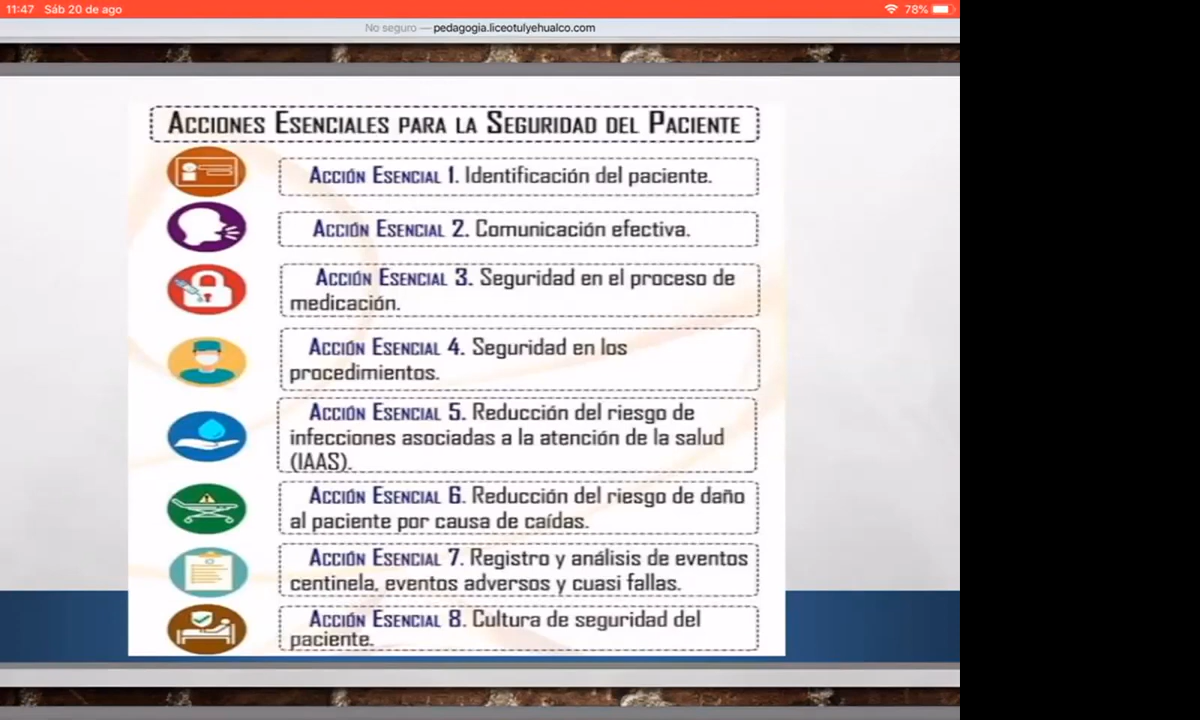 11:47 Sáb 20 de ago
78%
No seguro — pedagogia.liceotulyehualco.com
ACCIONES ESENCIALES PARA LA SEGURIDAD DEL PACIENTE
ACCIÓN ESENCIAL 1. Identificación del paciente.
ACCIÓN ESENCIAL 2. Comunicación efectiva.
ACCIÓN ESENCIAL 3. Seguridad en el proceso de
medicación.
ACCIÓN ESENCIAL 4. Seguridad en los
procedimientos.
ACCIÓN ESENCIAL 5. Reducción del riesgo de
infecciones asociadas a la atención de la salud
(IAAS).
ACCIÓN ESENCIAL 6. Reducción del riesgo de daño
al paciente por causa de caídas.
ACCIÓN ESENCIAL 7. Registro y análisis de eventos
centinela, eventos adversos y cuasi fallas.
ACCIÓN ESENCIAL 8. Cultura de seguridad del
paciente.